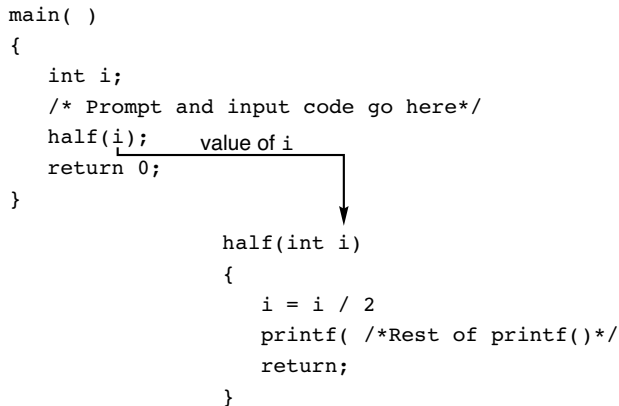 main( )
{
int i;
/* Prompt and input code go here*/
half(i);
value of i
return 0;
}
half(int i)
{
i = i / 2
printf( /*Rest of printf()*/
return;
}